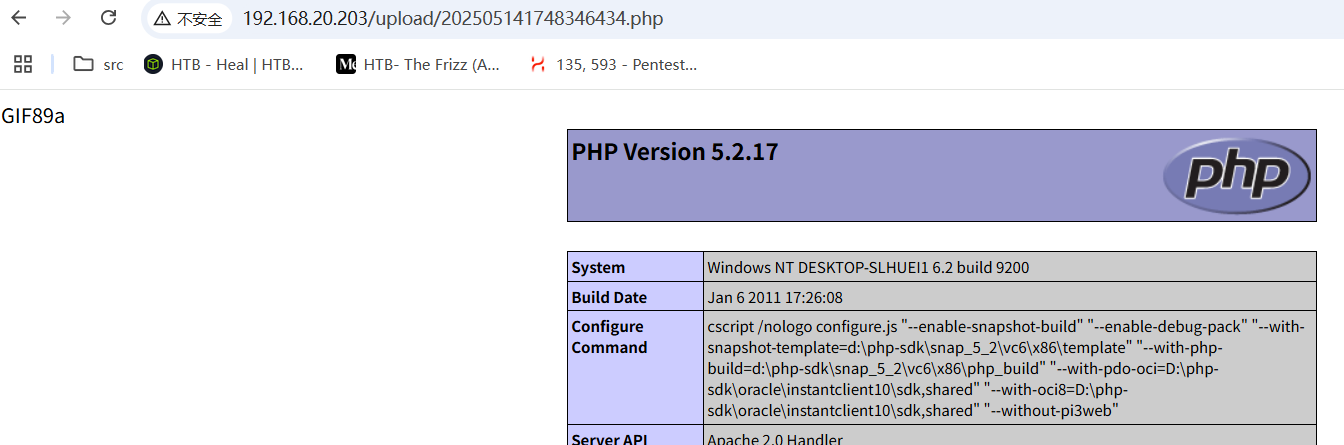 不安全 192.168.20.203/upload/202505141748346434.php
src HTB - Heal | HTB... Me HTB- The Frizz (A... 135, 593 - Pentest...
GIF89a
PHP Version 5.2.17
php
System Windows NT DESKTOP-SLHUEI1 6.2 build 9200
Build Date Jan 6 2011 17:26:08
Configure Command cscript /nologo configure.js "--enable-snapshot-build" "--enable-debug-pack" "--with-
snapshot-template=d:\php-sdk\snap_5_2\vc6\x86\template" "--with-php-
build=d:\php-sdk\snap_5_2\vc6\x86\php_build" "--with-pdo-oci=D:\php-
sdk\oracle\instantclient10\sdk,shared" "--with-oci8=D:\php-
sdk\oracle\instantclient10\sdk,shared" "--without-pi3web"
Server API Apache 2.0 Handler